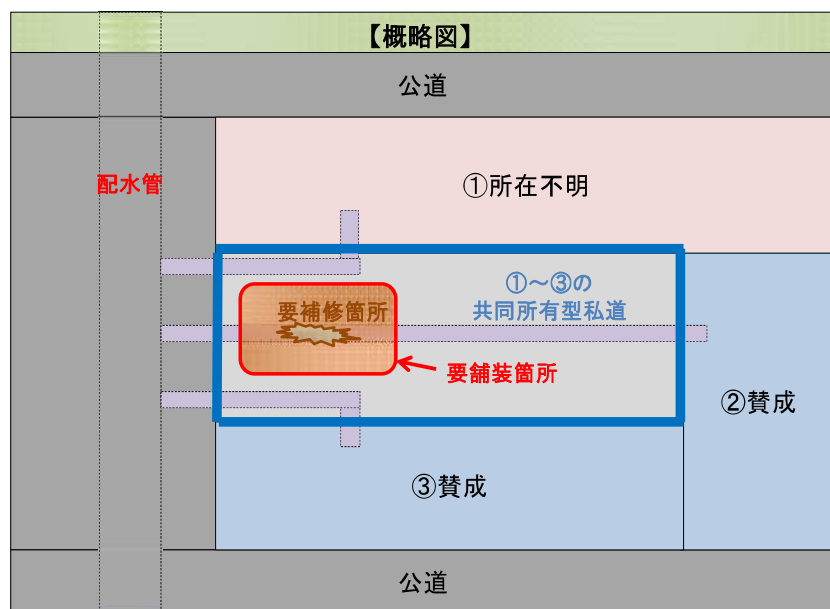 【概略図】
公道
配水管
①所在不明
①～③の
共同所有型私道
要補修箇所
要舗装箇所
②賛成
③賛成
公道